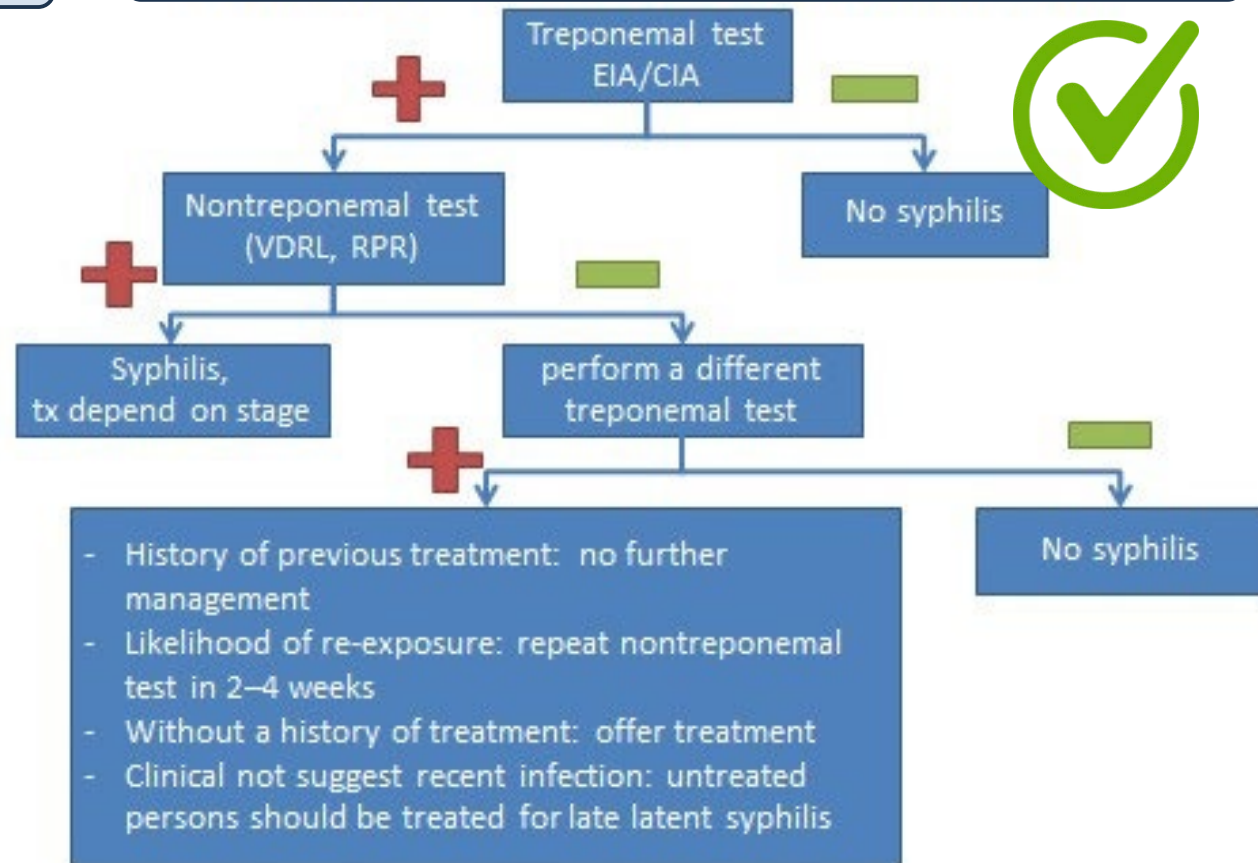 Treponemal test
EIA/CIA
Nontreponemal test
(VDRL, RPR)
No syphilis
Syphilis,
tx depend on stage
perform a different
treponemal test
- History of previous treatment: no further
management
- Likelihood of re-exposure: repeat nontreponemal
test in 2–4 weeks
- Without a history of treatment: offer treatment
- Clinical not suggest recent infection: untreated
persons should be treated for late latent syphilis
No syphilis